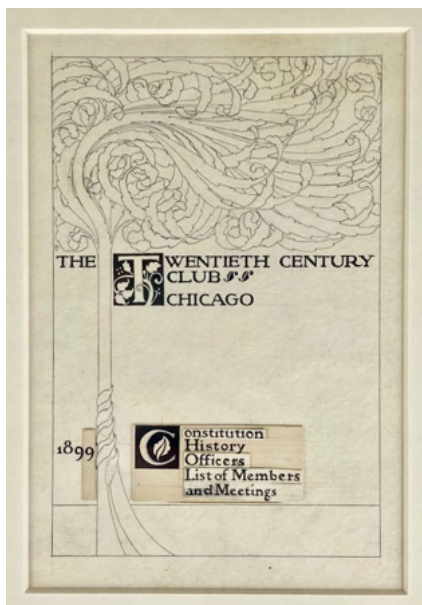 THE TWENTIETH CENTURY
CLUB
CHICAGO
1899
Constitution
History
Officers
List of Members
and Meetings